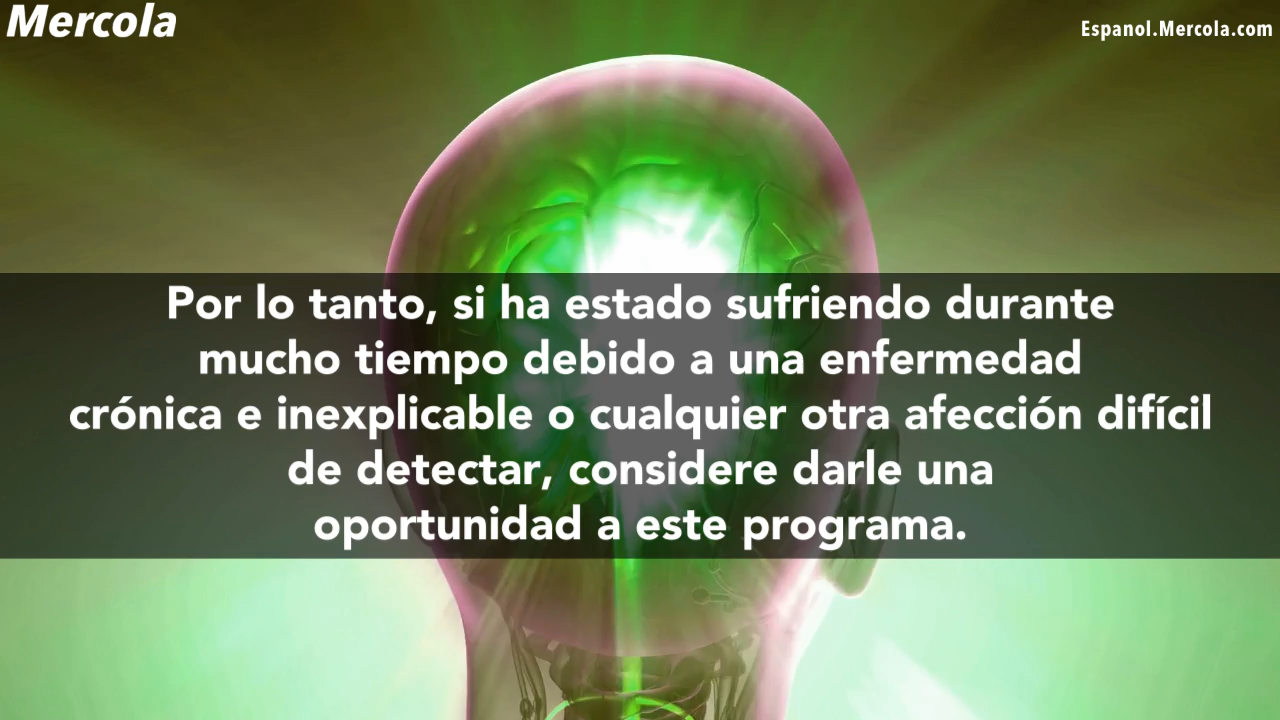 Mercola
Espanol.Mercola.com
Por lo tanto, si ha estado sufriendo durante
mucho tiempo debido a una enfermedad
crónica e inexplicable o cualquier otra afección difícil
de detectar, considere darle una
oportunidad a este programa.